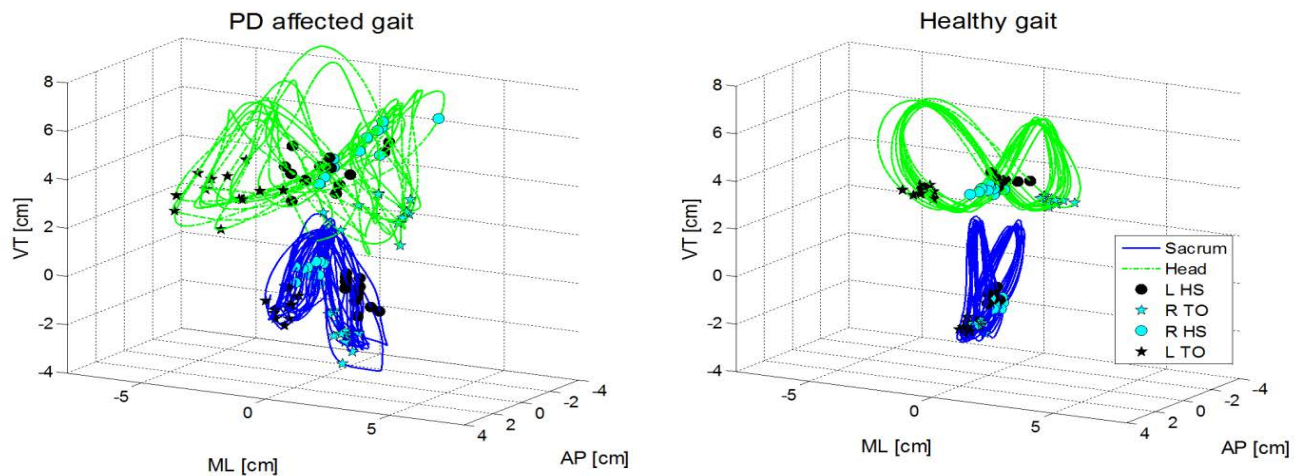 PD affected gait
8
6
4
2
0
-2
-4
VT [cm]
-5
0
5
ML [cm]
4
2
0
-2
-4
AP [cm]
Healthy gait
8
6
4
2
0
-2
-4
VT [cm]
-5
0
5
ML [cm]
4
2
0
-2
-4
AP [cm]
Sacrum
Head
L HS
R TO
R HS
L TO